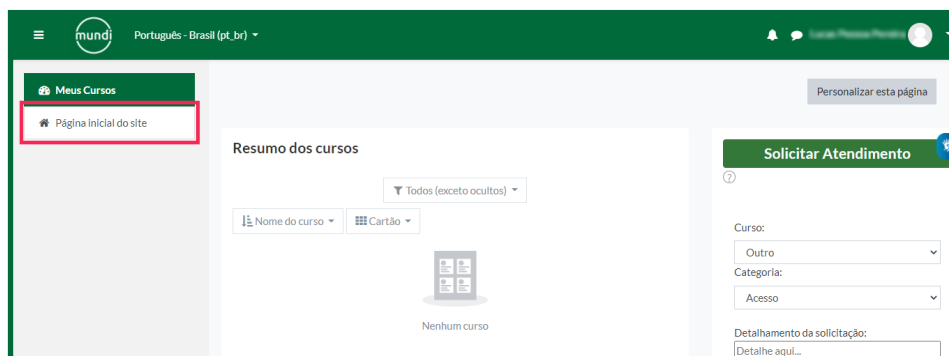 mundi
Português - Brasil (pt_br)
Meus Cursos
Página inicial do site
Personalizar esta página
Resumo dos cursos
Todos (exceto ocultos)
Nome do curso
Cartão
Nenhum curso
Solicitar Atendimento
?
Curso:
Outro
Categoria:
Acesso
Detalhamento da solicitação:
Detalhe aqui...